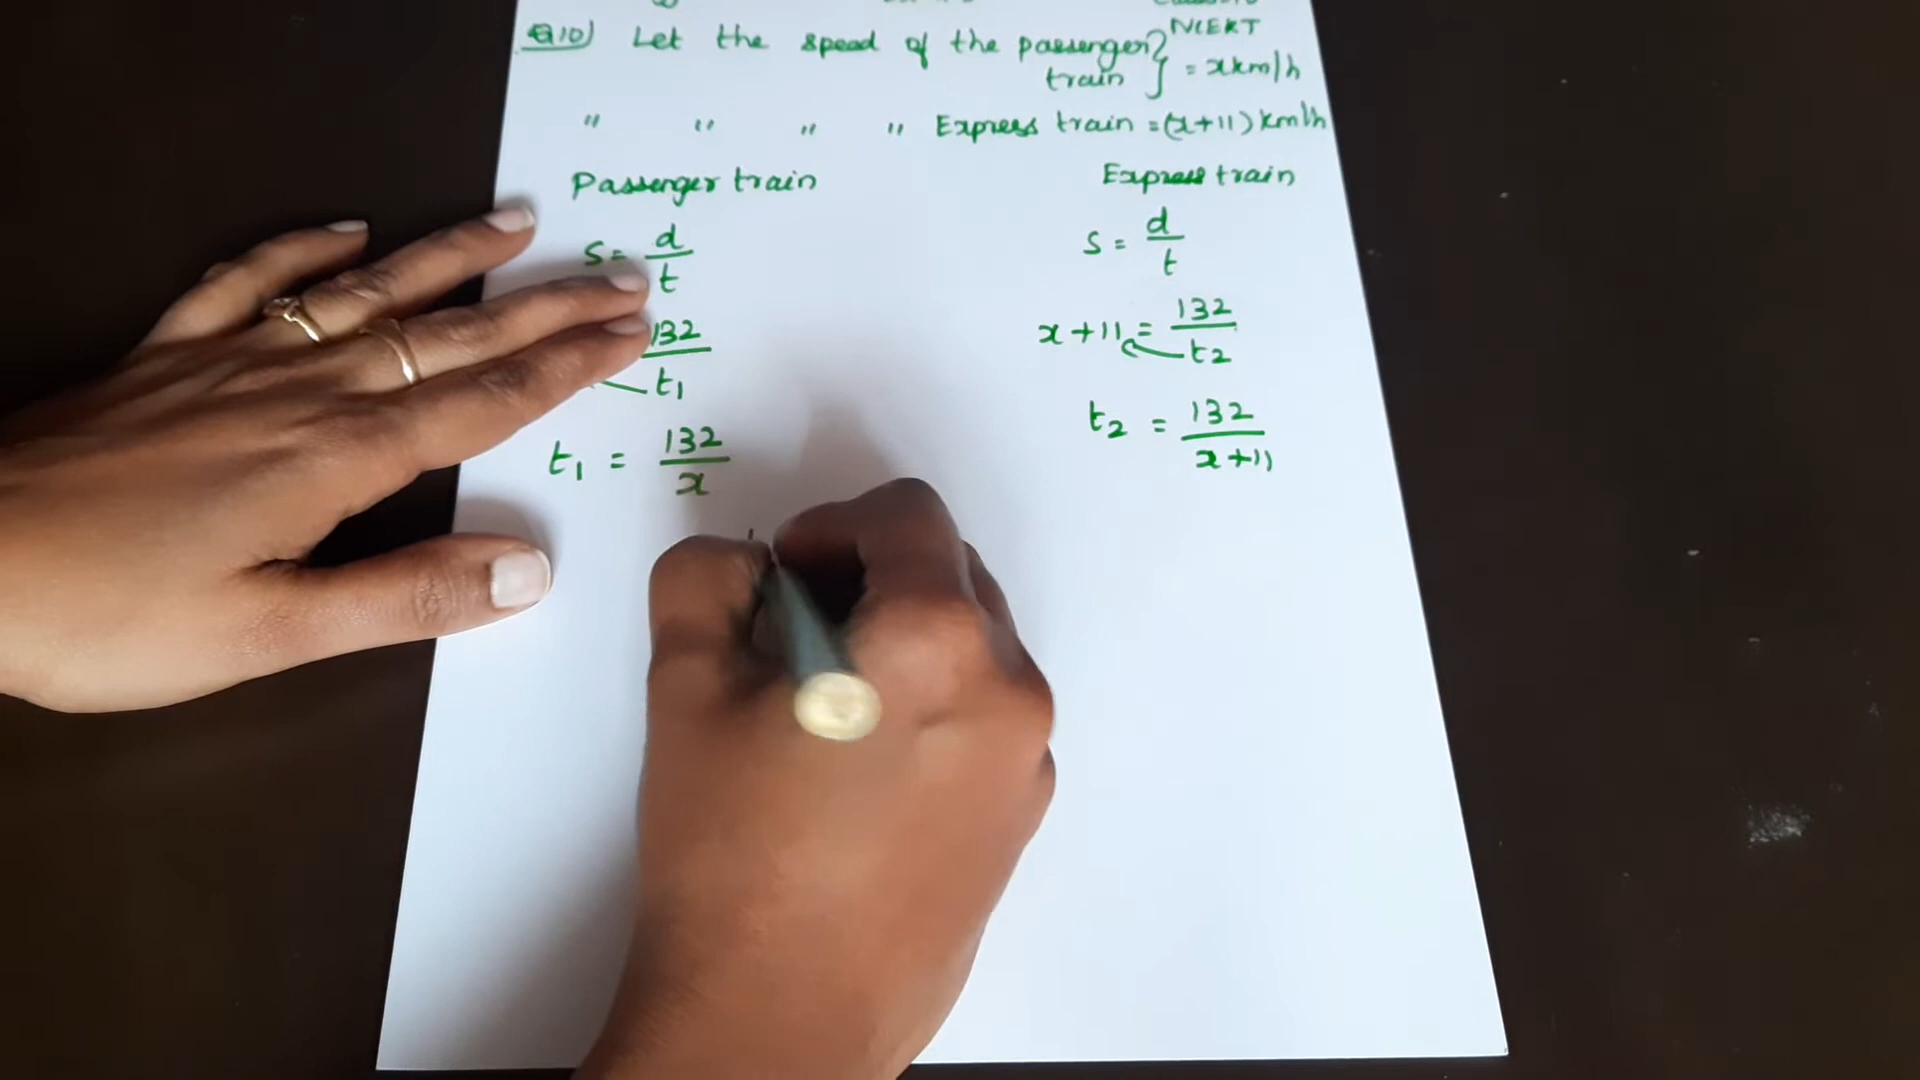 NCERT
Q10) Let the speed of the passenger train } = x km/h
" " " " Express train = (x+11) km/h
Passenger train
Express train
S = d/t
S = d/t
132/t1
x+11 = 132/t2
t1 = 132/x
t2 = 132/x+11